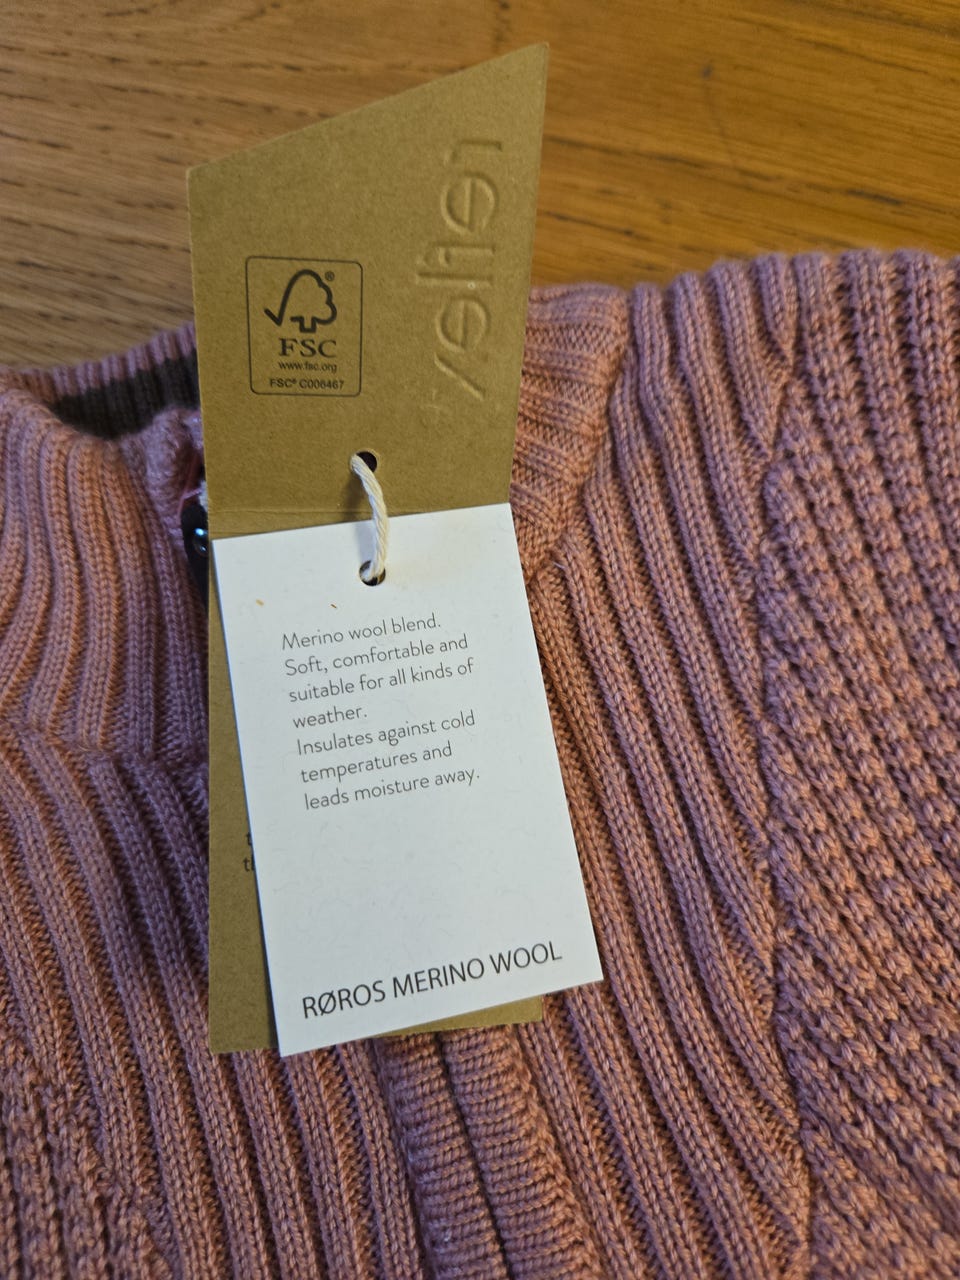 FSC®
www.fsc.org
FSC® C006467
Merino wool blend.
Soft, comfortable and
suitable for all kinds of
weather.
Insulates against cold
temperatures and
leads moisture away.
RØROS MERINO WOOL